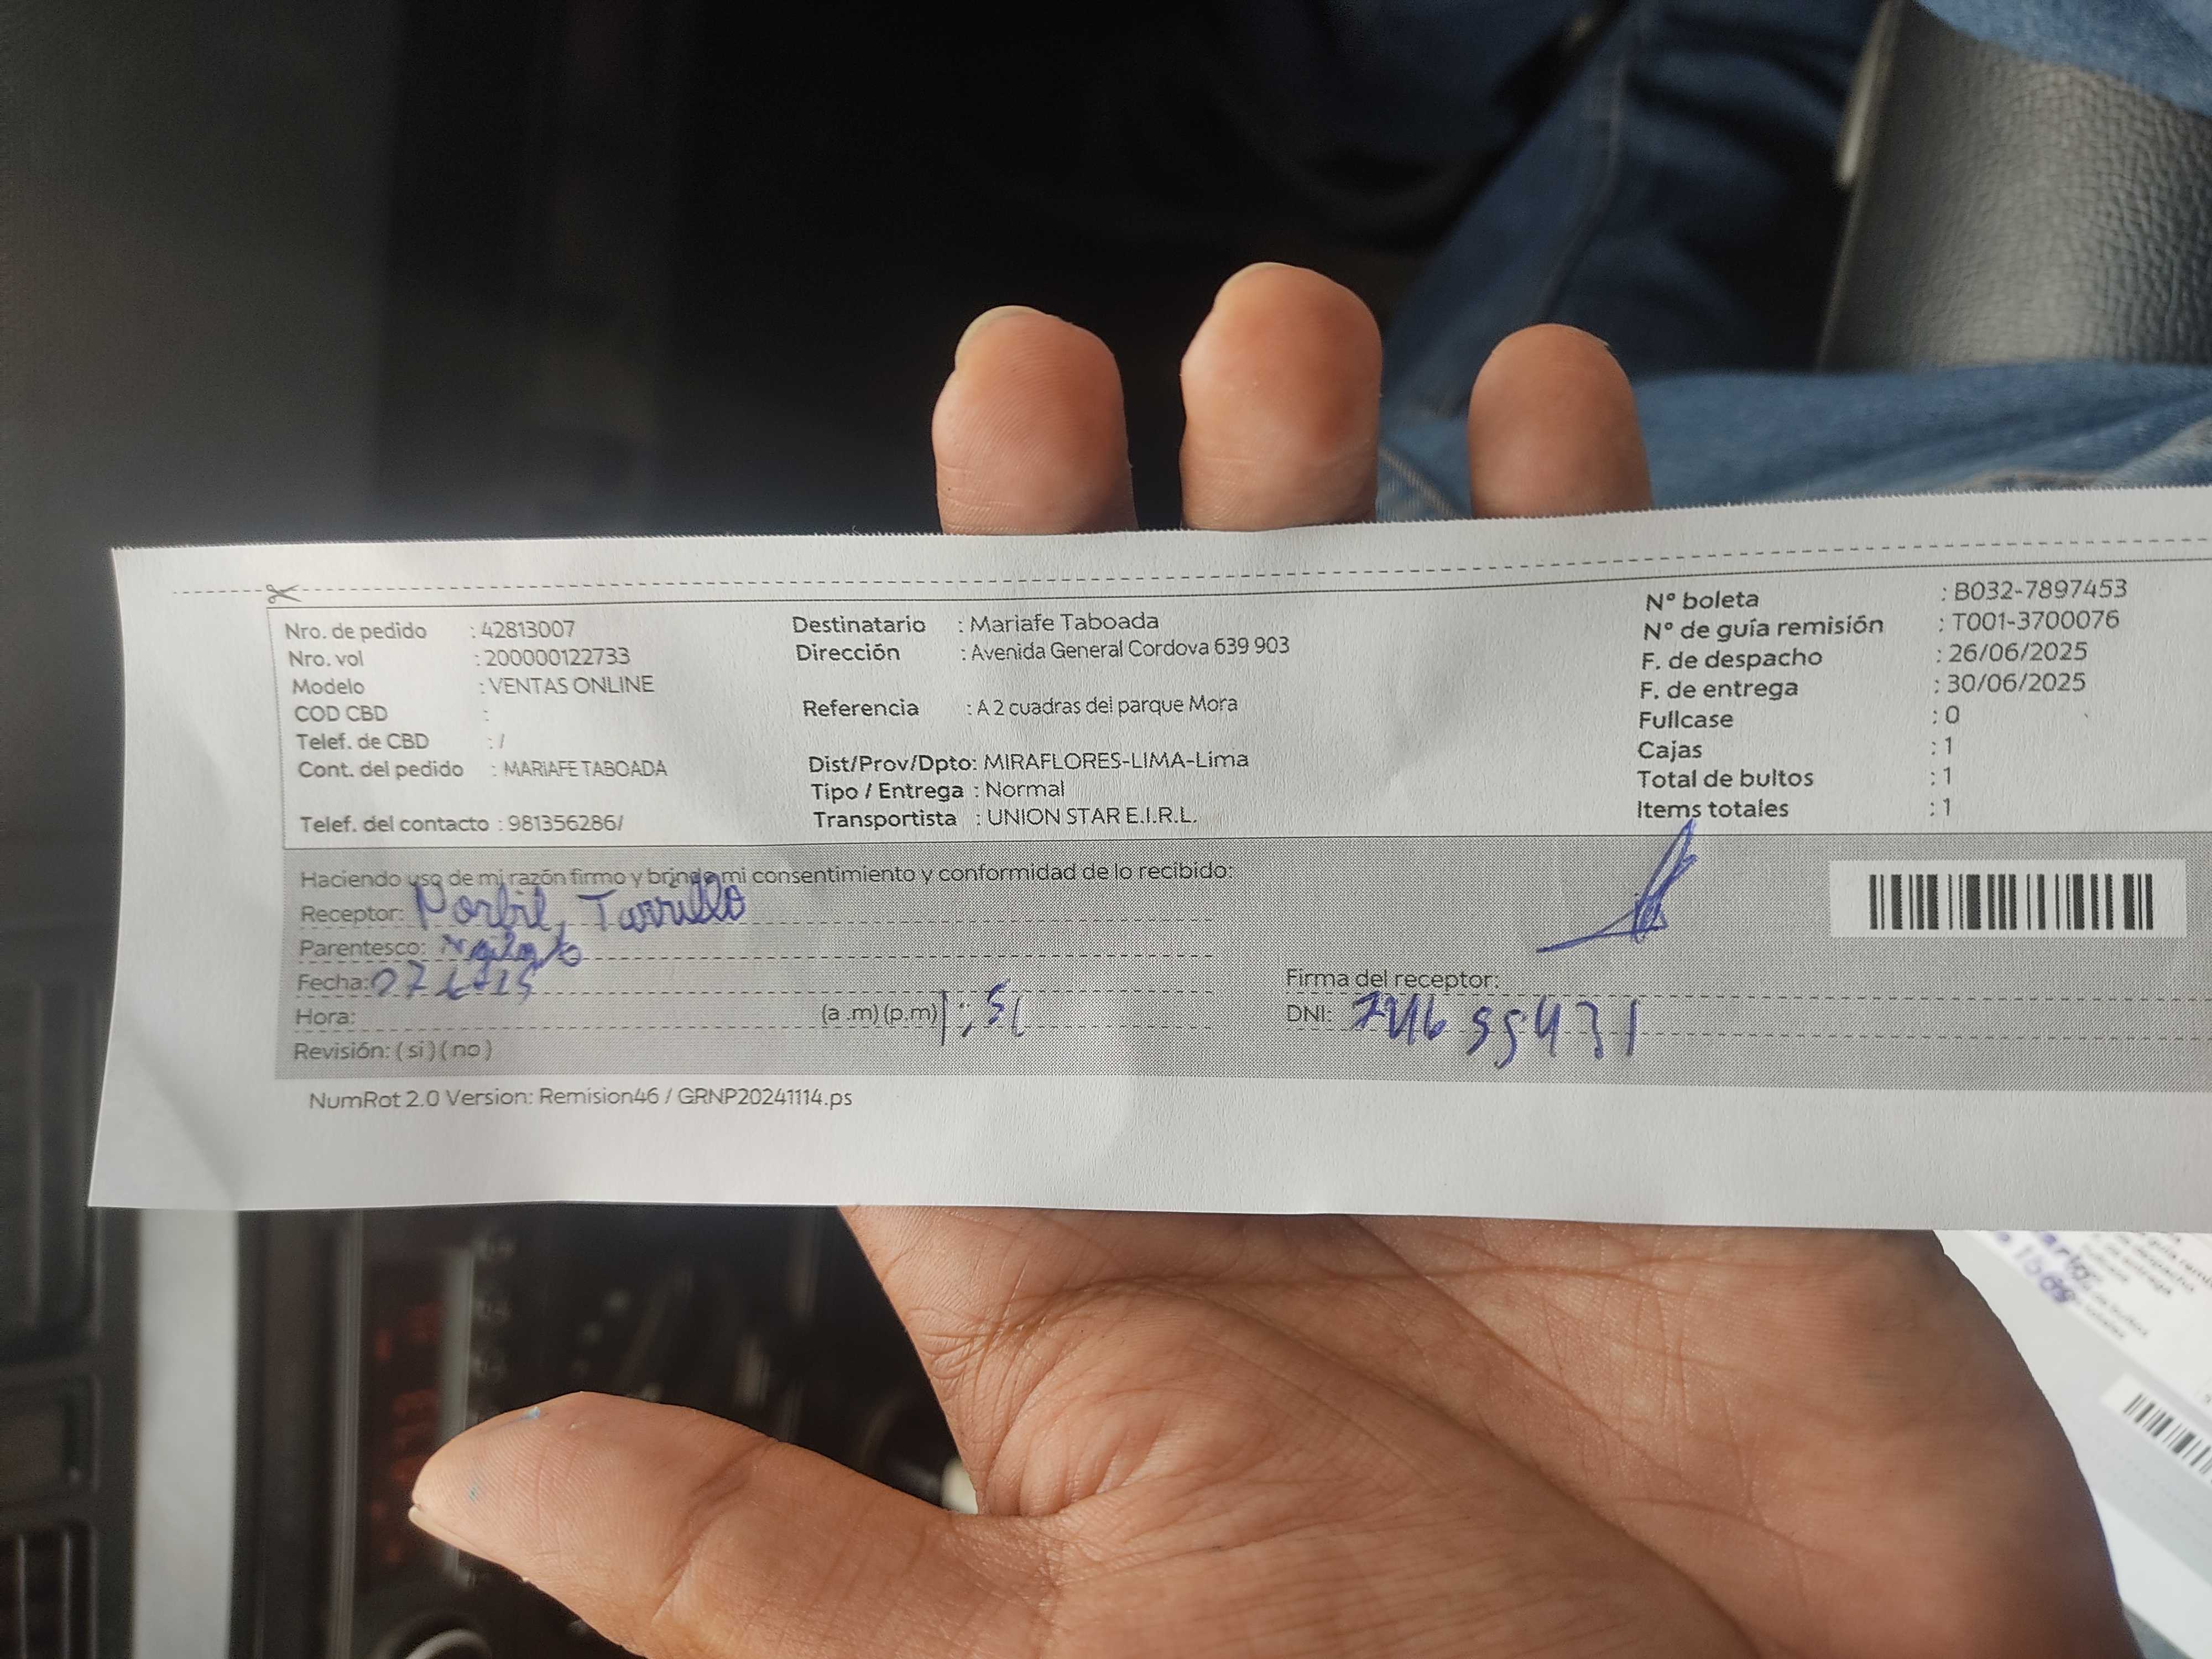 Nro. de pedido : 42813007
Nro. vol : 200000122733
Modelo : VENTAS ONLINE
COD CBD :
Telef. de CBD : /
Cont. del pedido : MARIAFE TABOADA
Telef. del contacto : 981356286/
Destinatario : Mariafe Taboada
Dirección : Avenida General Cordova 639 903
Referencia : A 2 cuadras del parque Mora
Dist/Prov/Dpto: MIRAFLORES-LIMA-Lima
Tipo / Entrega : Normal
Transportista : UNION STAR E.I.R.L.
N° boleta : B032-7897453
N° de guía remisión : T001-3700076
F. de despacho : 26/06/2025
F. de entrega : 30/06/2025
Fullcase : 0
Cajas : 1
Total de bultos : 1
Items totales : 1
Haciendo uso de mi razón firmo y brindo mi consentimiento y conformidad de lo recibido:
Receptor: Norbil, Tarrillo
Parentesco:
Fecha:
Hora: (a .m) (p.m)
Revisión: ( si ) ( no )
Firma del receptor:
DNI:
NumRot 2.0 Version: Remision46 / GRNP20241114.ps